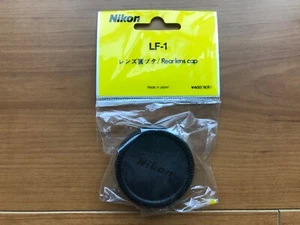 Nikon
LF-1
レンズ裏ブタ/Rear lens cap
Made in Japan
Nikon